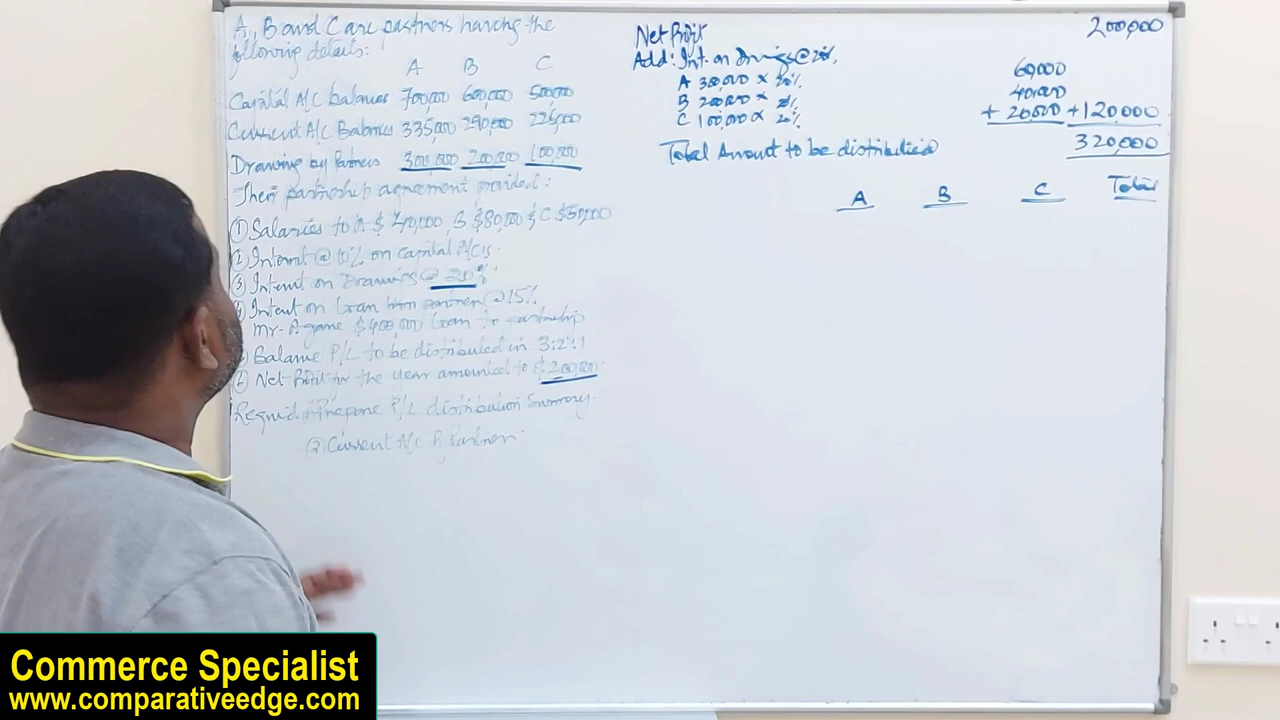 A, B and C are partners having the
following details:
A B C
Capital A/C balances 700,000 600,000 500,000
Current A/C Balances 335,000 290,000 225,000
Drawing by Partners 300,000 200,000 100,000
Their partnership agreement provided:
① Salaries to A $ 40,000, B $80,000 & C $50,000
② Interest @ 10% on capital A/Cs
③ Interest on Drawings @ 20%
④ Interest on loan from partner @ 15%
Mr. A gave $400,000 loan to partnership
Balance P/L to be distributed in 3:2:1
⑥ Net Profit for the year amounted to $200,000
Required: Prepare P/L distribution Summary.
② Current A/C of Partner
Net Profit 200,000
Add: Int. on Drwgs @ 20%
A 300,000 x 20% 60,000
B 200,000 x 20% 40,000
C 100,000 x 20% + 20,000 +120,000
Total Amount to be distributed 320,000
A B C Total
Commerce Specialist
www.comparativeedge.com